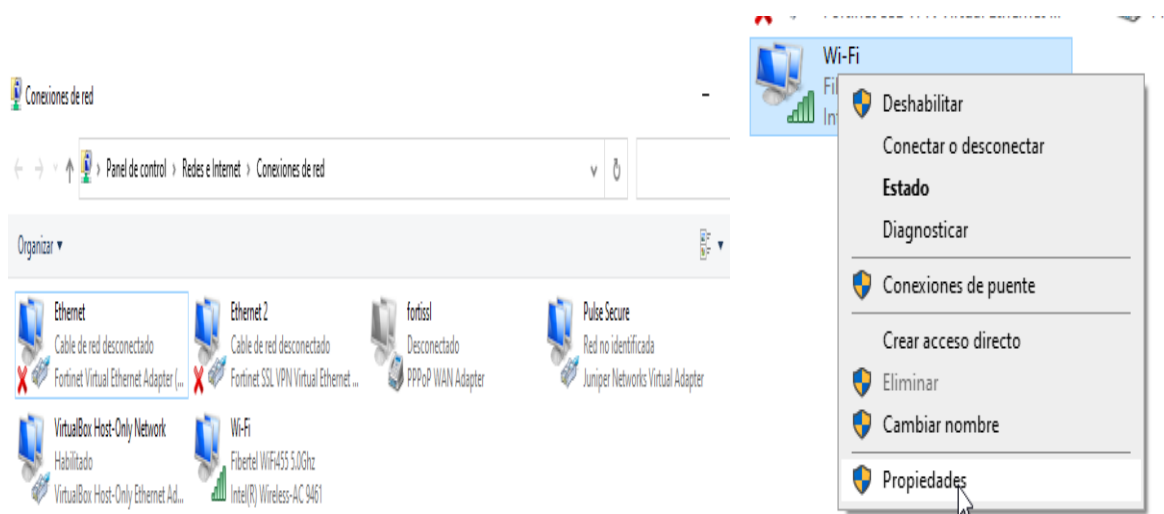 Conexiones de red
Panel de control > Redes e Internet > Conexiones de red
Organizar
Ethernet
Cable de red desconectado
Fortinet Virtual Ethernet Adapter (...
Ethernet 2
Cable de red desconectado
Fortinet SSL VPN Virtual Ethernet ...
fortissl
Desconectado
PPPoP WAN Adapter
Pulse Secure
Red no identificada
Juniper Networks Virtual Adapter
VirtualBox Host-Only Network
Habilitado
VirtualBox Host-Only Ethernet Ad...
Wi-Fi
Fibertel WiFi455 5.0Ghz
Intel(R) Wireless-AC 9461
Wi-Fi
Deshabilitar
Conectar o desconectar
Estado
Diagnosticar
Conexiones de puente
Crear acceso directo
Eliminar
Cambiar nombre
Propiedades